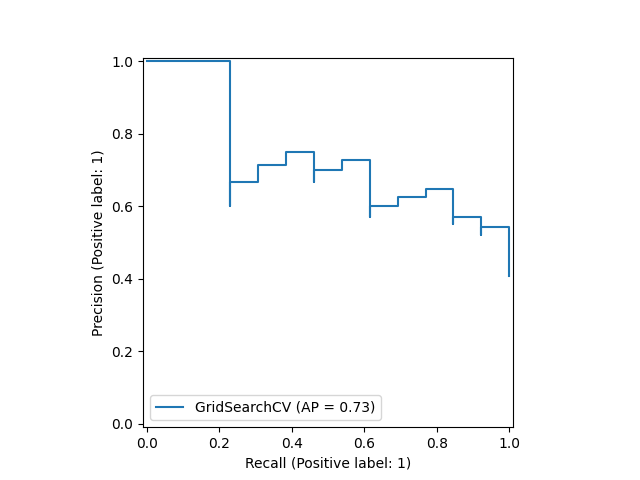 1.0
0.8
0.6
0.4
0.2
0.0
Precision (Positive label: 1)
GridSearchCV (AP = 0.73)
0.0 0.2 0.4 0.6 0.8 1.0
Recall (Positive label: 1)